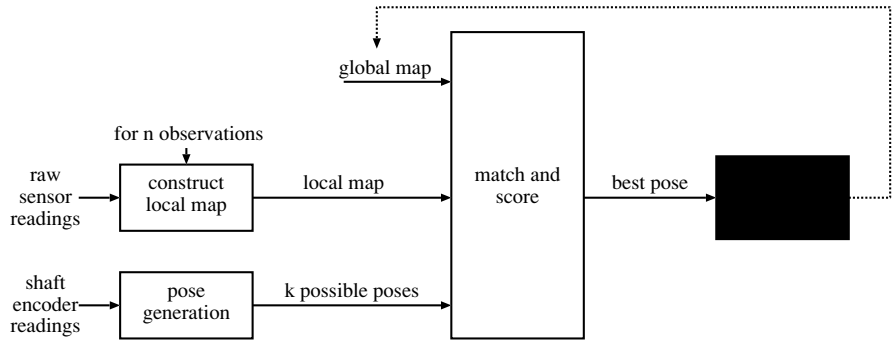 global map
for n observations
raw
sensor
readings
construct
local map
local map
match and
score
best pose
shaft
encoder
readings
pose
generation
k possible poses